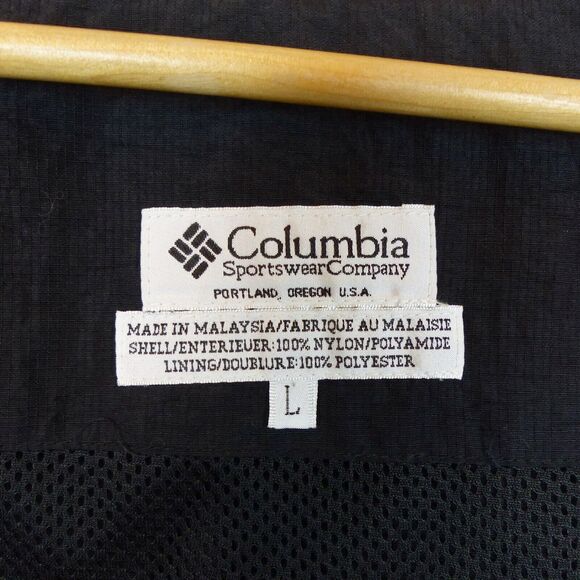 Columbia
SportswearCompany
PORTLAND, OREGON U.S.A.
MADE IN MALAYSIA/FABRIQUE AU MALAISIE
SHELL/ENTERIEUER:100% NYLON/POLYAMIDE
LINING/DOUBLURE:100% POLYESTER
L